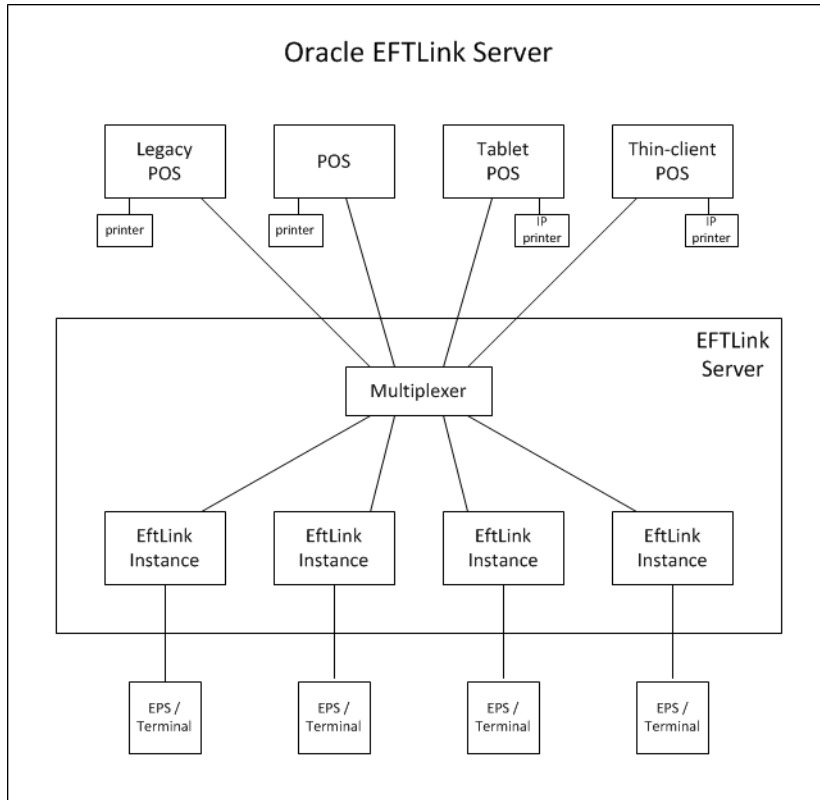 Oracle EFTLink Server
Legacy
POS
POS
Tablet
POS
Thin-client
POS
printer
printer
IP
printer
IP
printer
EFTLink
Server
Multiplexer
EftLink
Instance
EftLink
Instance
EftLink
Instance
EftLink
Instance
EPS /
Terminal
EPS /
Terminal
EPS /
Terminal
EPS /
Terminal